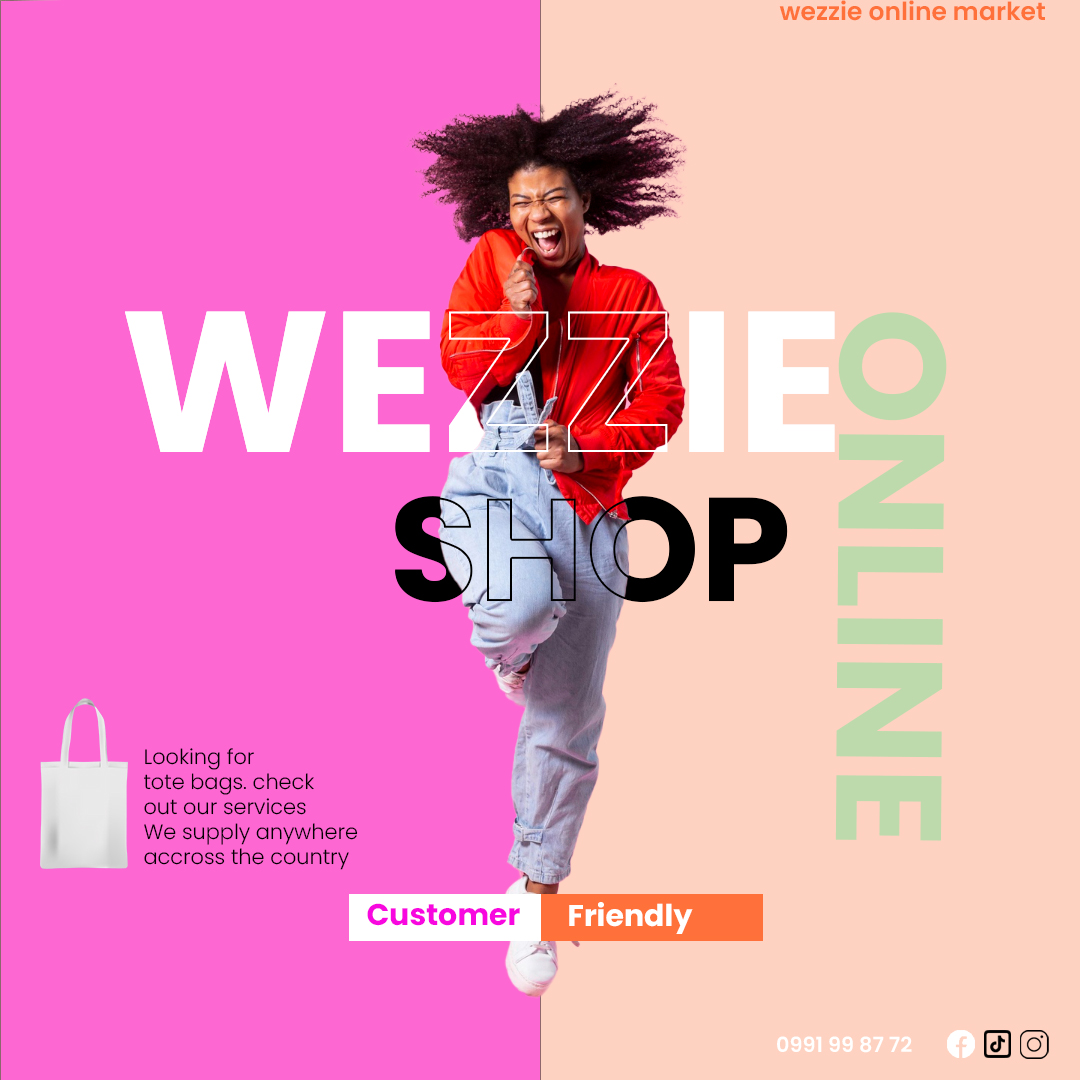 wezzie online market
WEZZIE
SHOP
ONLINE
Looking for
tote bags. check
out our services
We supply anywhere
accross the country
Customer Friendly
0991 99 87 72